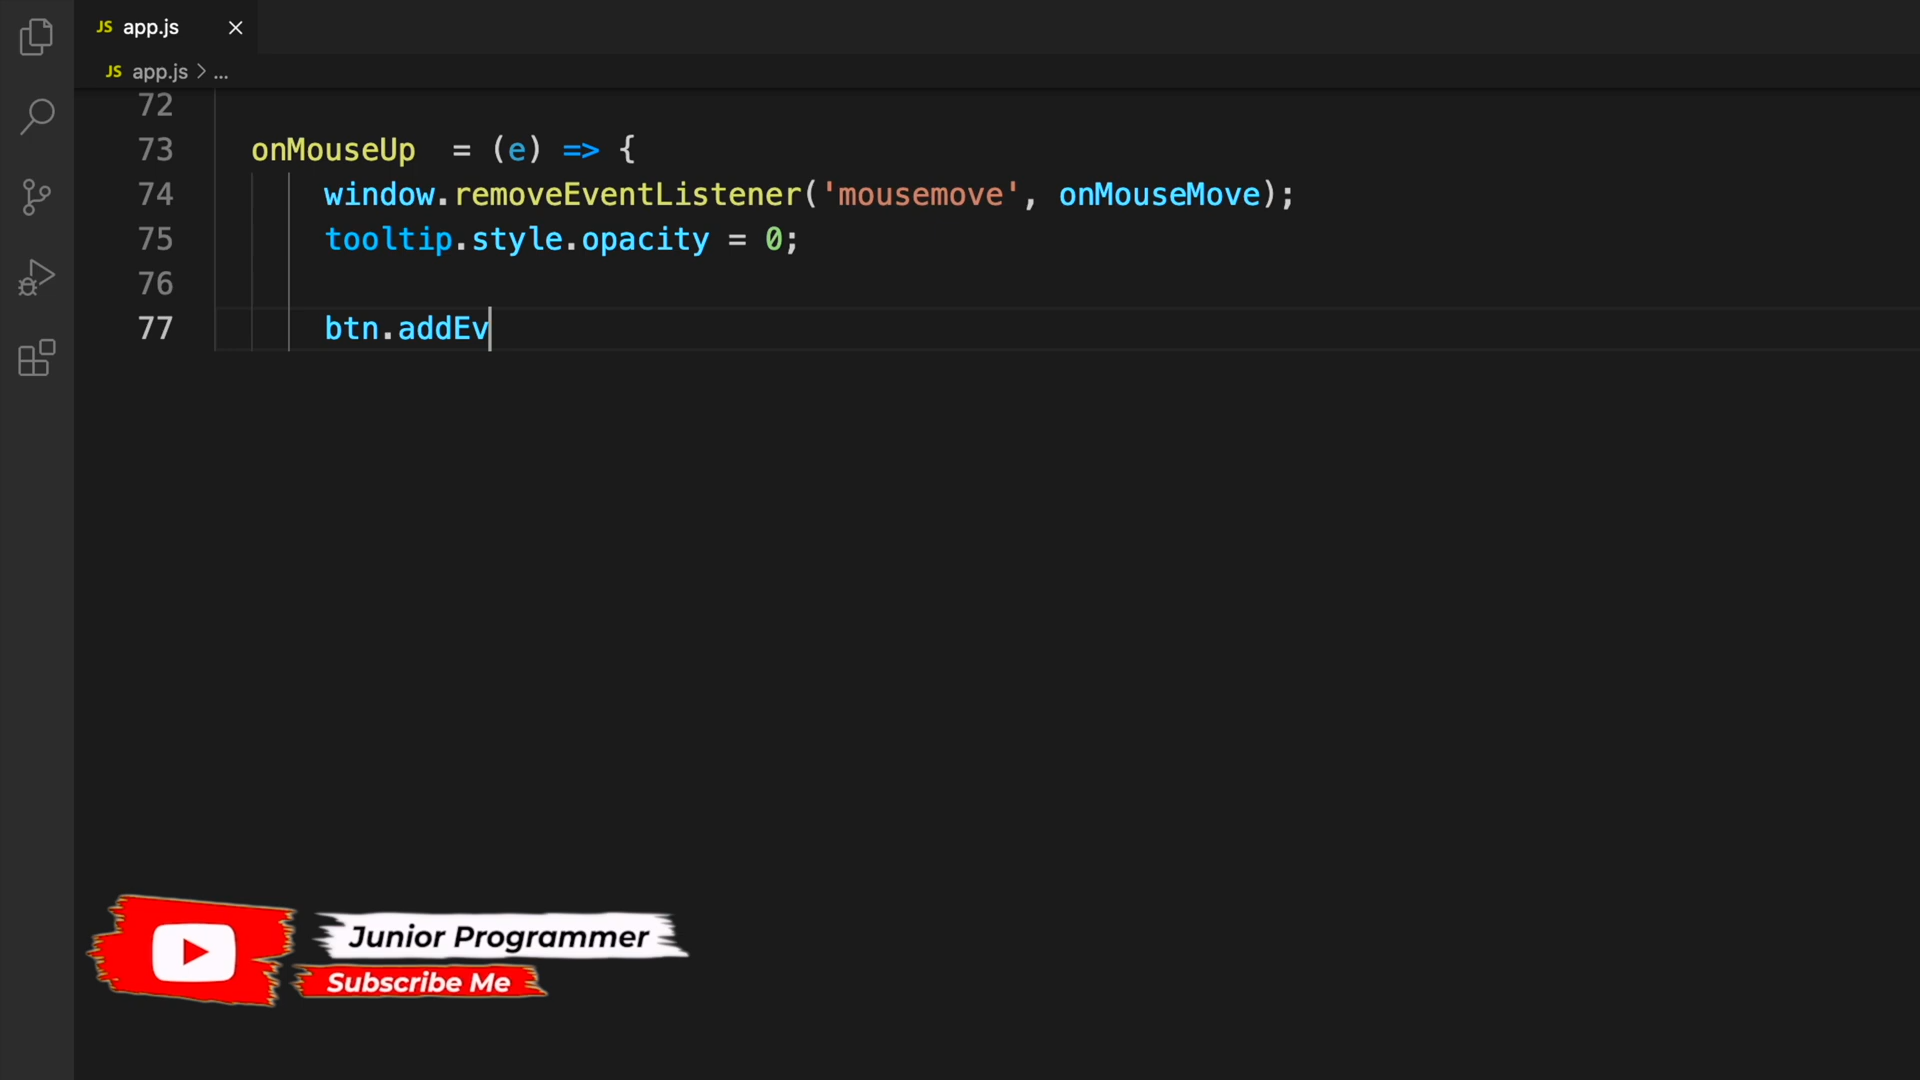 JS app.js
JS app.js > ...
72
73 onMouseUp  = (e) => {
74 window.removeEventListener('mousemove', onMouseMove);
75 tooltip.style.opacity = 0;
76
77 btn.addEv
Junior Programmer
Subscribe Me